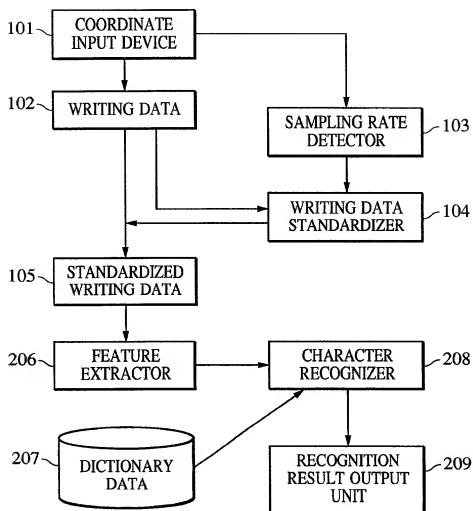 101
COORDINATE
INPUT DEVICE
102
WRITING DATA
SAMPLING RATE
DETECTOR
103
WRITING DATA
STANDARDIZER
104
105
STANDARDIZED
WRITING DATA
206
FEATURE
EXTRACTOR
CHARACTER
RECOGNIZER
208
207
DICTIONARY
DATA
RECOGNITION
RESULT OUTPUT
UNIT
209